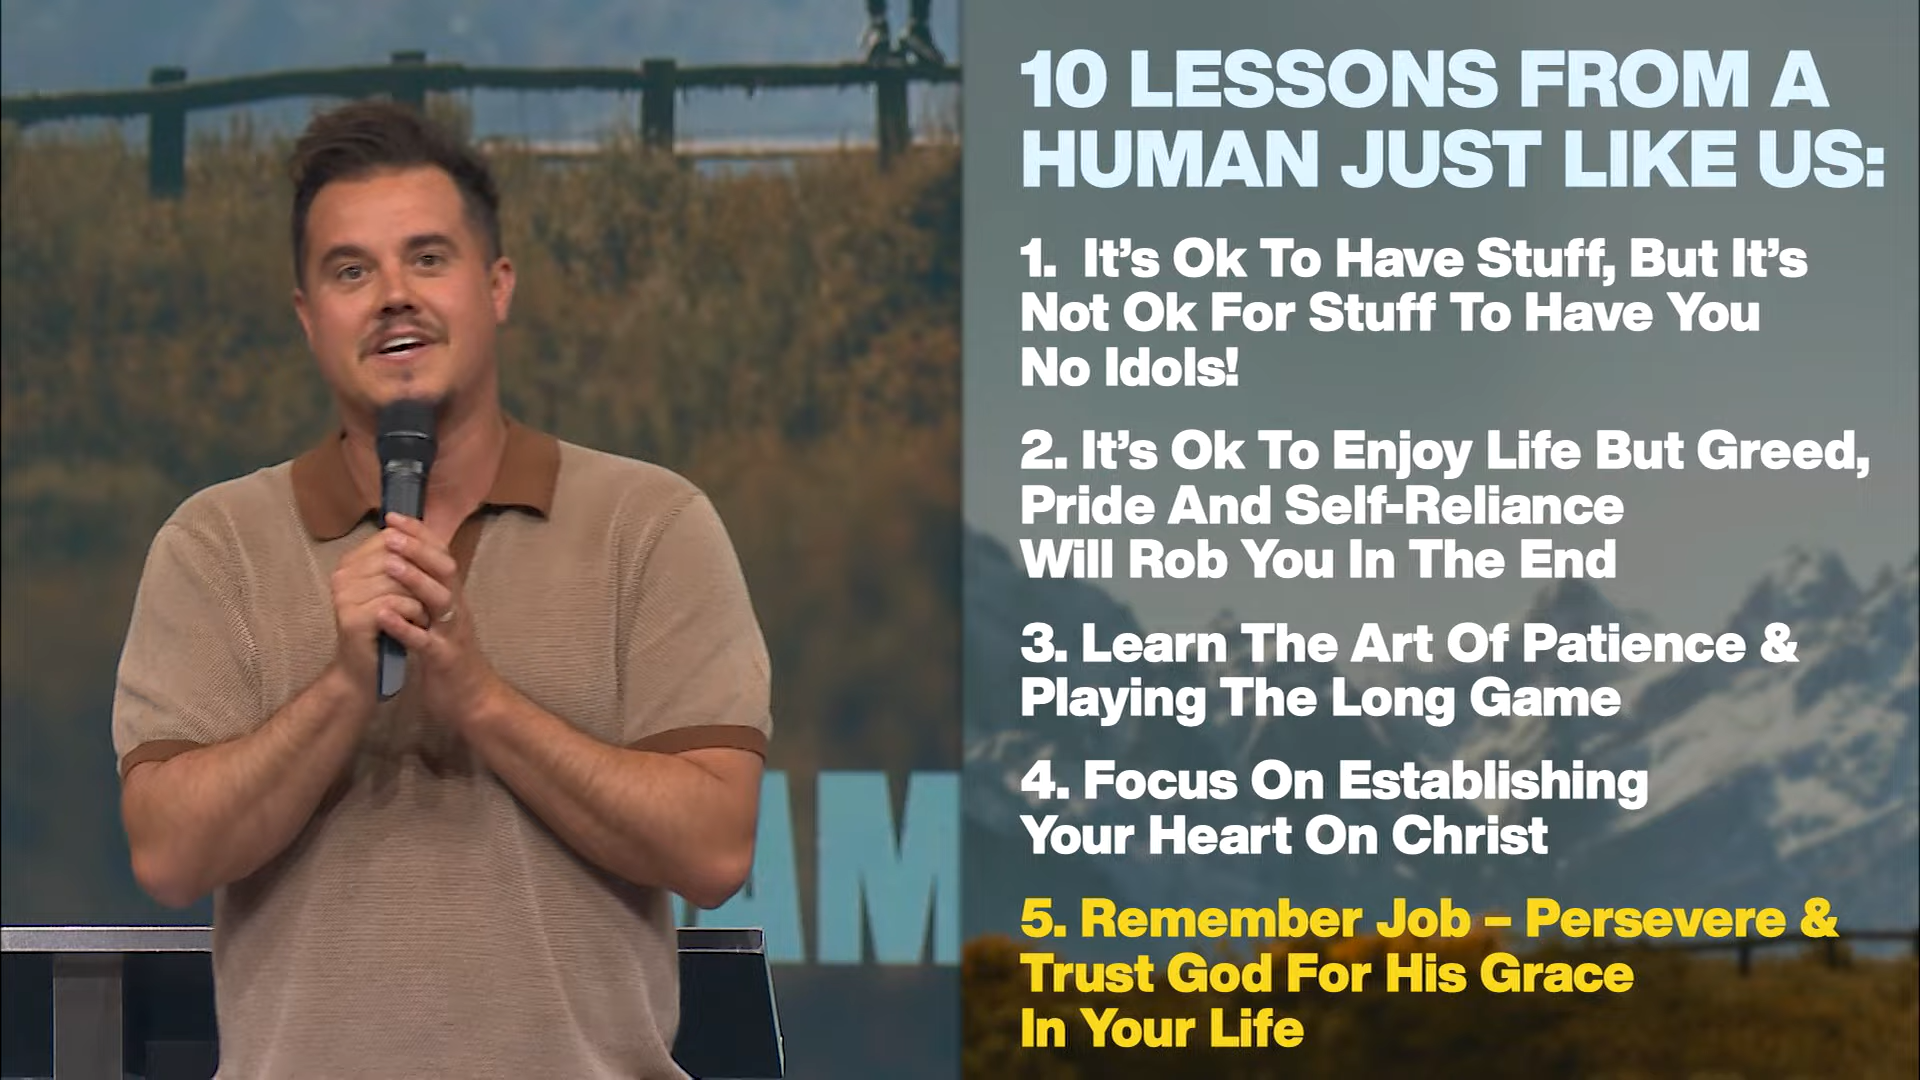 10 LESSONS FROM A
HUMAN JUST LIKE US:
1. It’s Ok To Have Stuff, But It’s
Not Ok For Stuff To Have You
No Idols!
2. It’s Ok To Enjoy Life But Greed,
Pride And Self-Reliance
Will Rob You In The End
3. Learn The Art Of Patience &
Playing The Long Game
4. Focus On Establishing
Your Heart On Christ
5. Remember Job – Persevere &
Trust God For His Grace
In Your Life
AM